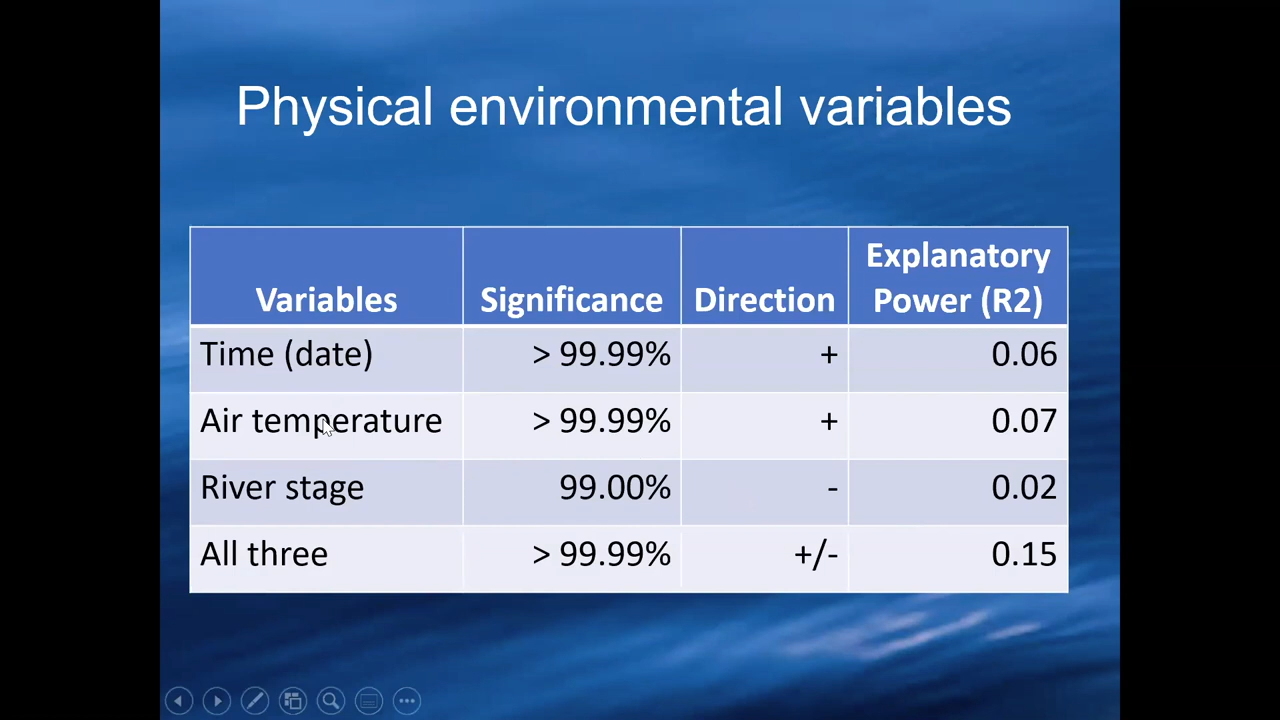 Physical environmental variables
Variables Significance Direction Explanatory Power (R2)
Time (date) > 99.99% + 0.06
Air temperature > 99.99% + 0.07
River stage 99.00% - 0.02
All three > 99.99% +/- 0.15